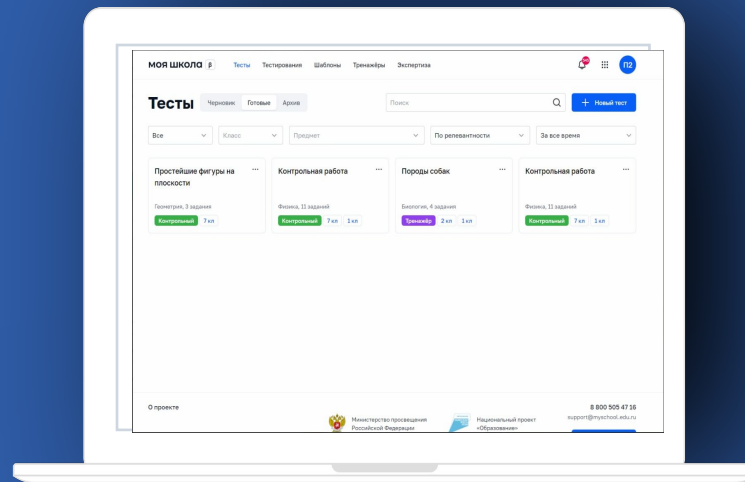 МОЯ ШКОЛА β Тесты Тестирования Шаблоны Тренажёры Экспертиза П2
Тесты Черновик Готовые Архив Поиск + Новый тест
Все Класс Предмет По релевантности За все время
Простейшие фигуры на
плоскости
Геометрия, 3 задания
Контрольный 7 кл
Контрольная работа
Физика, 11 заданий
Контрольный 7 кл 1 кл
Породы собак
Биология, 4 задания
Тренажёр 2 кл 1 кл
Контрольная работа
Физика, 11 заданий
Контрольный 7 кл 1 кл
О проекте
Министерство просвещения
Российской Федерации
Национальный проект
«Образование»
8 800 505 47 16
support@myschool.edu.ru